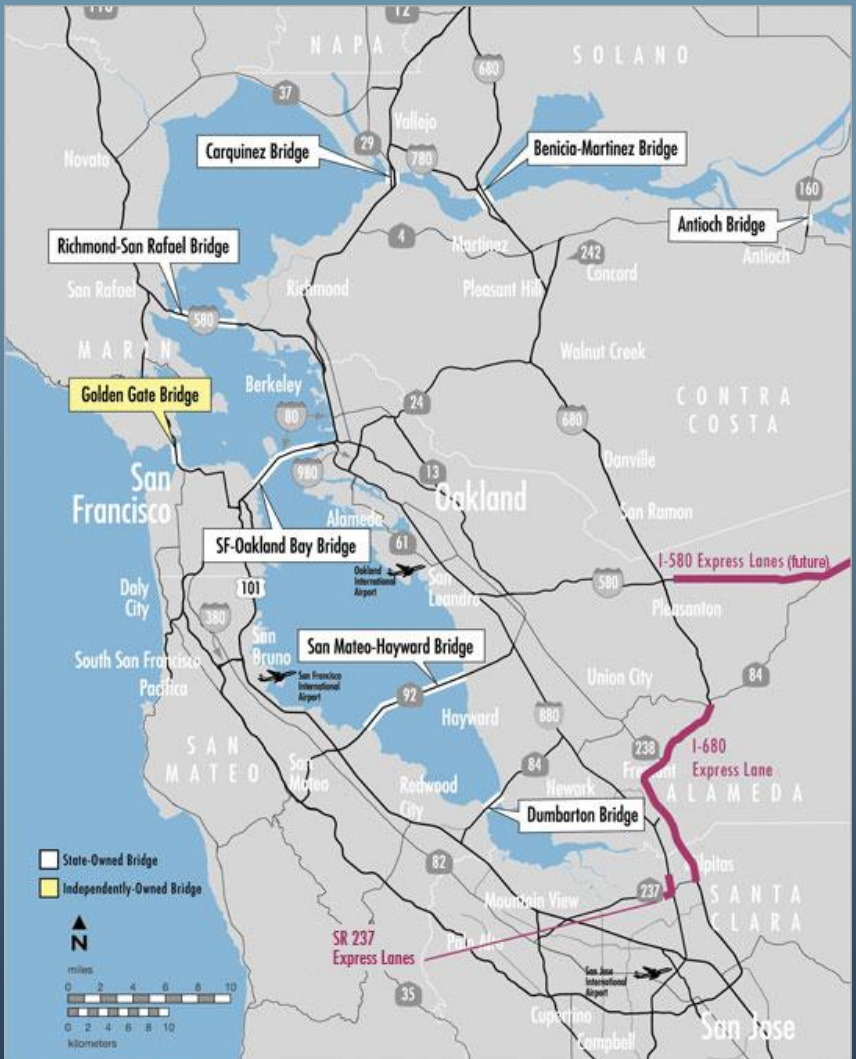 12
NAPA
SOLANO
680
37
29
Vallejo
Carquinez Bridge
780
Benicia-Martinez Bridge
Novato
160
Antioch Bridge
4
Martinez
242
Antioch
Richmond-San Rafael Bridge
Concord
San Rafael
Richmond
Pleasant Hill
580
MARIN
Walnut Creek
Berkeley
Golden Gate Bridge
24
CONTRA
COSTA
80
680
Danville
13
980
San
Francisco
Oakland
San Ramon
Alameda
61
SF-Oakland Bay Bridge
I-580 Express Lanes (future)
Oakland
International
Airport
San
Leandro
580
Daly
City
101
Pleasanton
380
San
Bruno
San Mateo-Hayward Bridge
South San Francisco
Pacifica
San Francisco
International
Airport
Union City
84
92
Hayward
880
SAN
MATEO
238
I-680
Express Lane
San
Mateo
84
Fremont
Redwood
City
Newark
ALAMEDA
Dumbarton Bridge
State-Owned Bridge
82
Independently-Owned Bridge
237
SANTA
CLARA
Mountain View
N
SR 237
Express Lanes
Palo Alto
miles
0 2 4 6 8 10
San Jose
International
Airport
35
0 2 4 6 8 10
kilometers
Cupertino
San Jose
Campbell